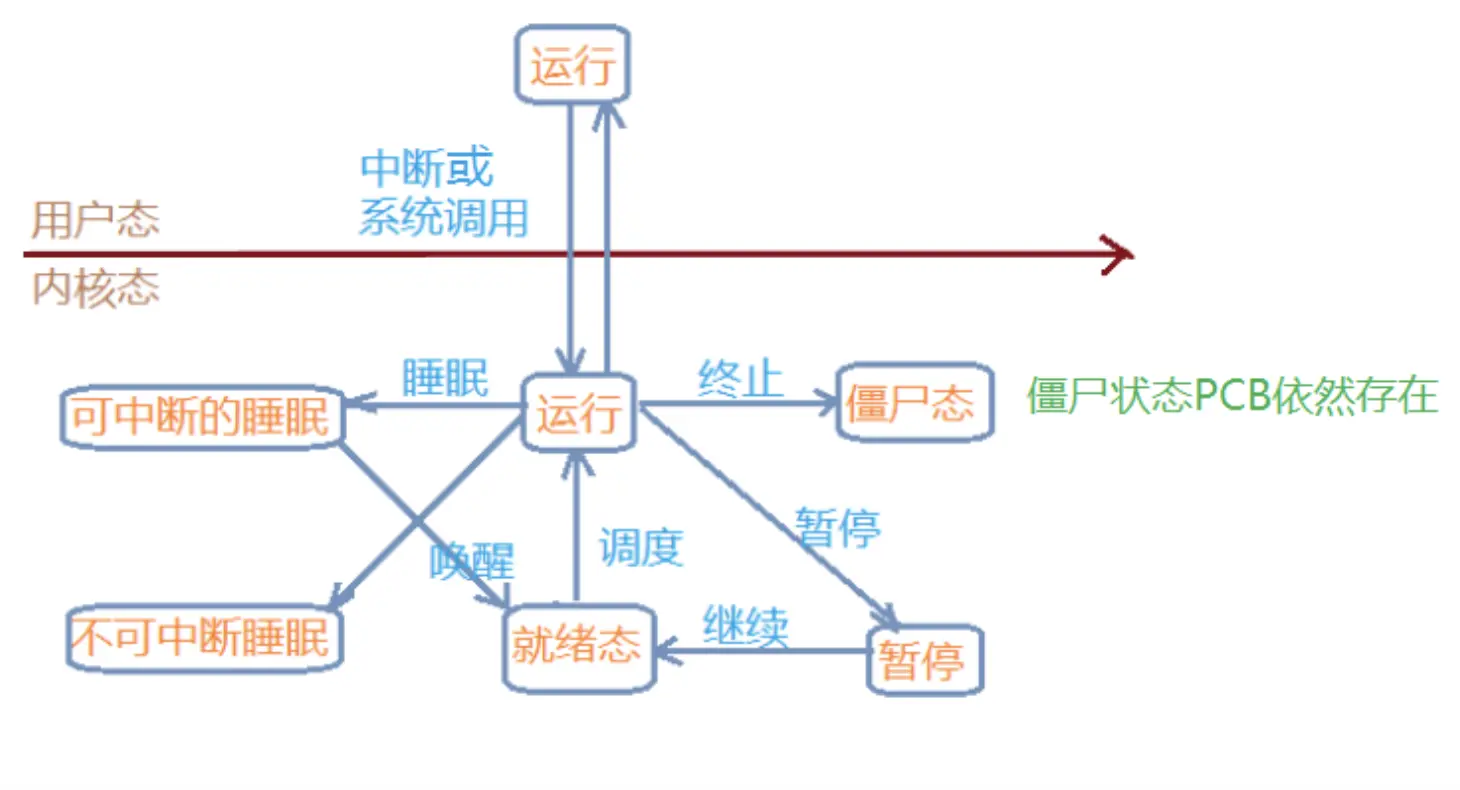 运行
中断或
系统调用
用户态
内核态
睡眠
终止
可中断的睡眠
运行
僵尸态
僵尸状态PCB依然存在
唤醒
调度
暂停
不可中断睡眠
就绪态
继续
暂停